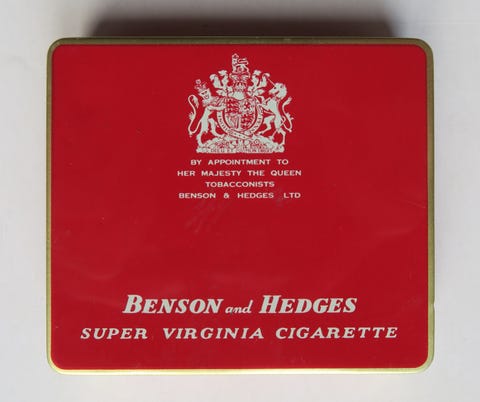 BY APPOINTMENT TO
HER MAJESTY THE QUEEN
TOBACCONISTS
BENSON & HEDGES LTD
BENSON and HEDGES
SUPER VIRGINIA CIGARETTE